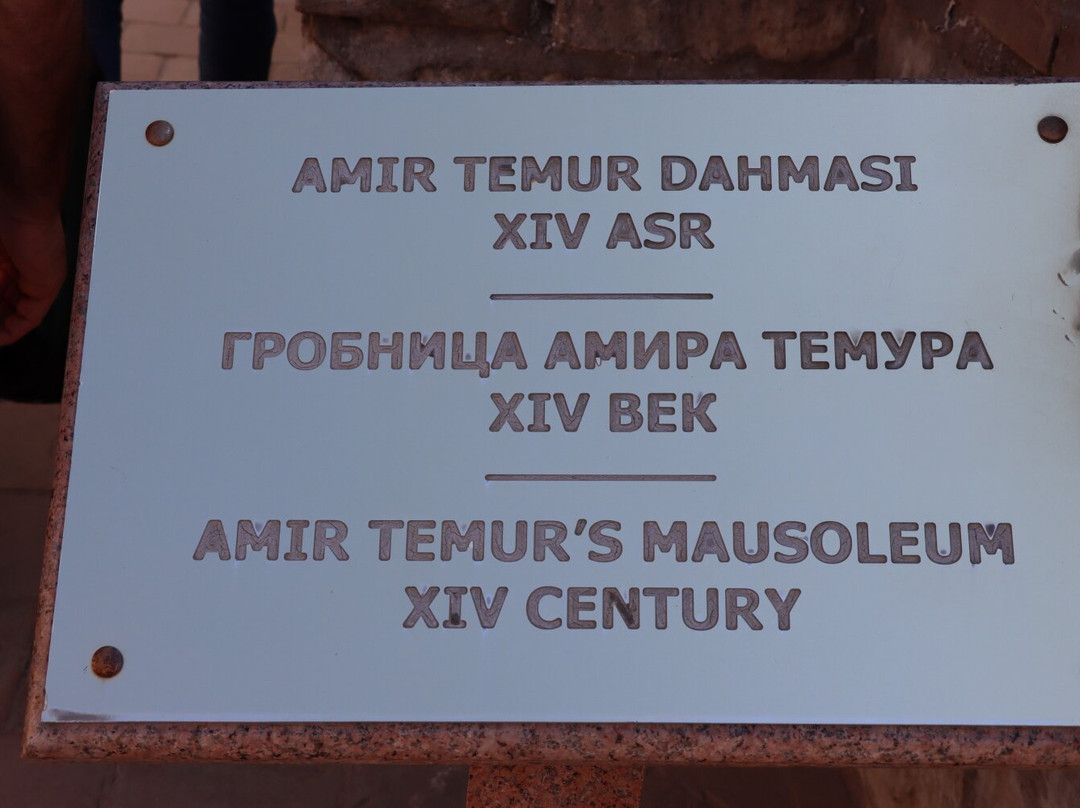 AMIR TEMUR DAHMASI
XIV ASR
ГРОБНИЦА АМИРА ТЕМУРА
XIV ВЕК
AMIR TEMUR’S MAUSOLEUM
XIV CENTURY